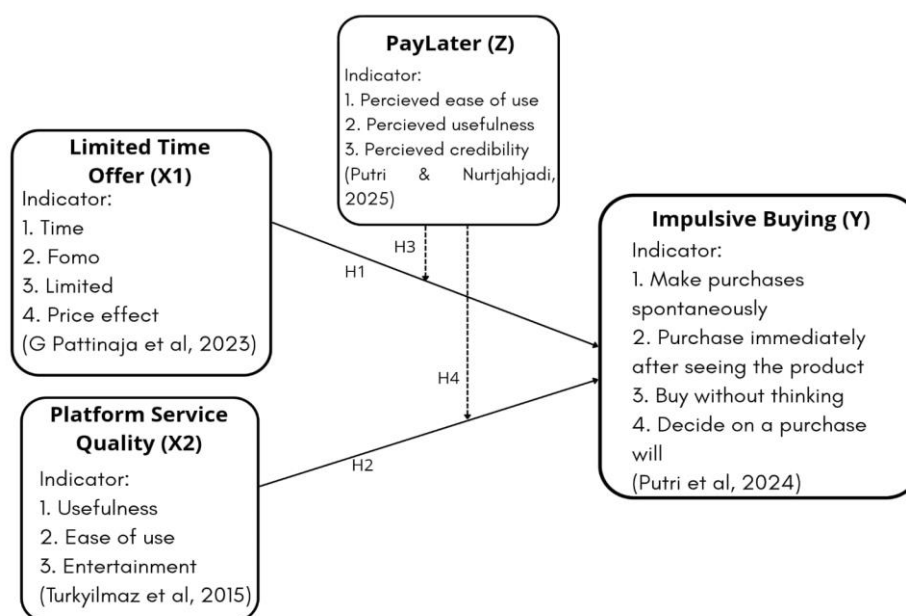 PayLater (Z)
Indicator:
1. Percieved ease of use
2. Percieved usefulness
3. Percieved credibility
(Putri & Nurtjahjadi,
2025)
Limited Time
Offer (X1)
Indicator:
1. Time
2. Fomo
3. Limited
4. Price effect
(G Pattinaja et al, 2023)
H3
H1
H4
H2
Platform Service
Quality (X2)
Indicator:
1. Usefulness
2. Ease of use
3. Entertainment
(Turkyilmaz et al, 2015)
Impulsive Buying (Y)
Indicator:
1. Make purchases
spontaneously
2. Purchase immediately
after seeing the product
3. Buy without thinking
4. Decide on a purchase
will
(Putri et al, 2024)